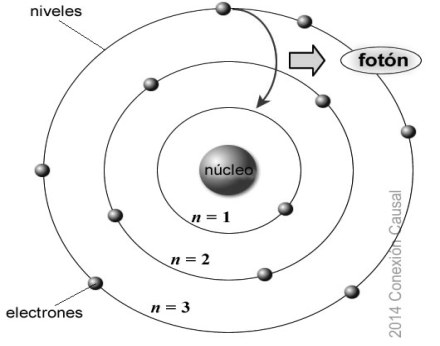 niveles
fotón
núcleo
n = 1
n = 2
n = 3
electrones
2014 Conexión Causal